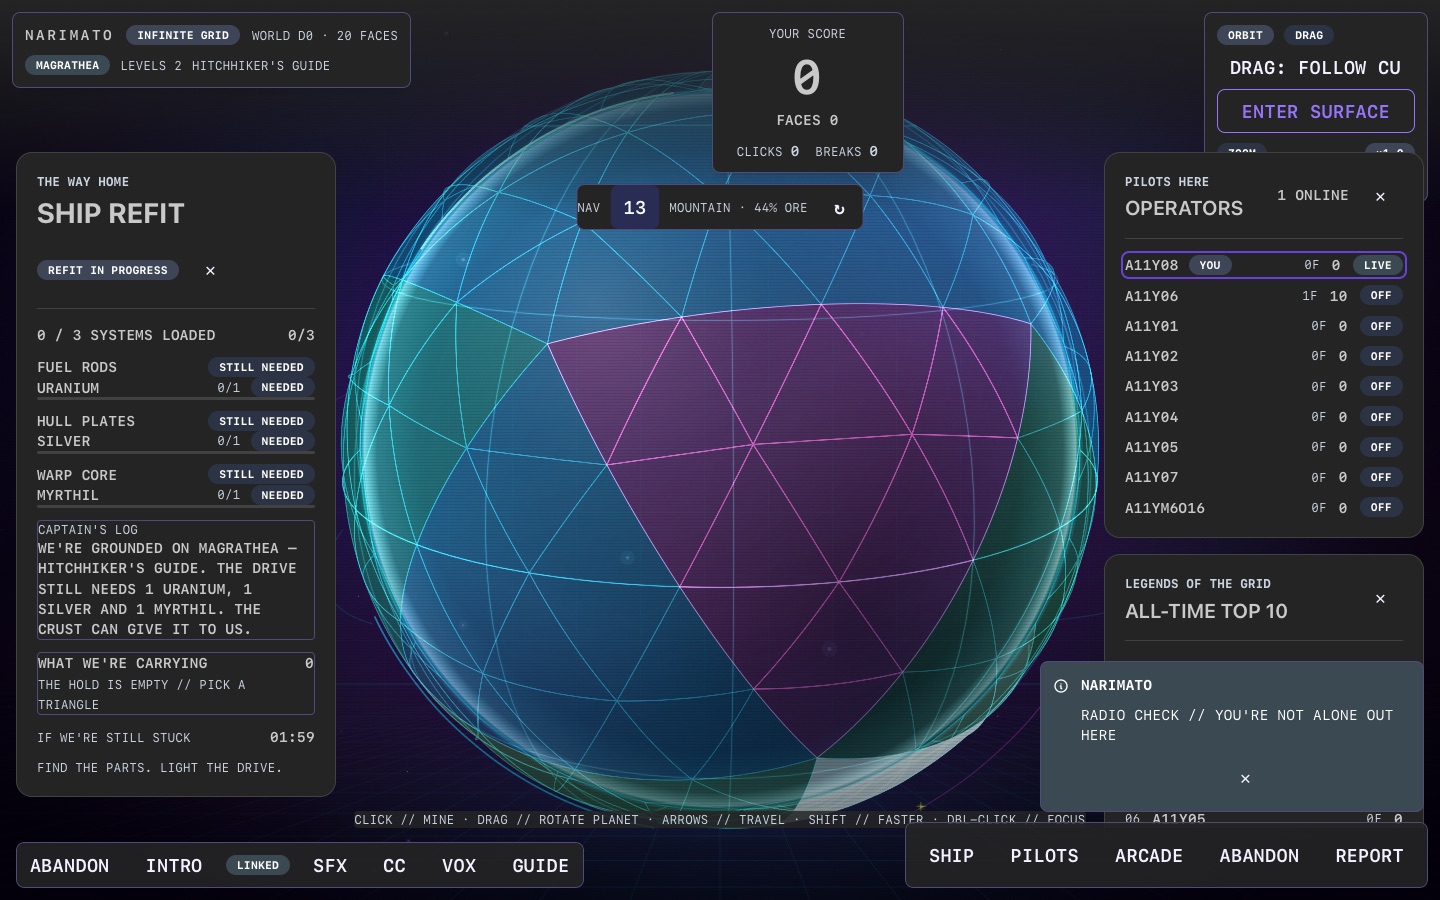 NARIMATO INFINITE GRID WORLD D0 · 20 FACES
MAGRATHEA LEVELS 2 HITCHHIKER'S GUIDE
YOUR SCORE
0
FACES 0
CLICKS 0 BREAKS 0
ORBIT DRAG
DRAG: FOLLOW CU
ENTER SURFACE
NAV 13 MOUNTAIN · 44% ORE ↻
THE WAY HOME
SHIP REFIT
REFIT IN PROGRESS ×
0 / 3 SYSTEMS LOADED 0/3
FUEL RODS STILL NEEDED
URANIUM 0/1 NEEDED
HULL PLATES STILL NEEDED
SILVER 0/1 NEEDED
WARP CORE STILL NEEDED
MYRTHIL 0/1 NEEDED
CAPTAIN'S LOG
WE'RE GROUNDED ON MAGRATHEA —
HITCHHIKER'S GUIDE. THE DRIVE
STILL NEEDS 1 URANIUM, 1
SILVER AND 1 MYRTHIL. THE
CRUST CAN GIVE IT TO US.
WHAT WE'RE CARRYING 0
THE HOLD IS EMPTY // PICK A
TRIANGLE
IF WE'RE STILL STUCK 01:59
FIND THE PARTS. LIGHT THE DRIVE.
PILOTS HERE
OPERATORS 1 ONLINE ×
A11Y08 YOU 0F 0 LIVE
A11Y06 1F 10 OFF
A11Y01 0F 0 OFF
A11Y02 0F 0 OFF
A11Y03 0F 0 OFF
A11Y04 0F 0 OFF
A11Y05 0F 0 OFF
A11Y07 0F 0 OFF
A11YM6O16 0F 0 OFF
LEGENDS OF THE GRID
ALL-TIME TOP 10 ×
NARIMATO
RADIO CHECK // YOU'RE NOT ALONE OUT
HERE
×
06 A11Y05 0F 0
CLICK // MINE · DRAG // ROTATE PLANET · ARROWS // TRAVEL · SHIFT // FASTER · DBL-CLICK // FOCUS
ABANDON INTRO LINKED SFX CC VOX GUIDE
SHIP PILOTS ARCADE ABANDON REPORT